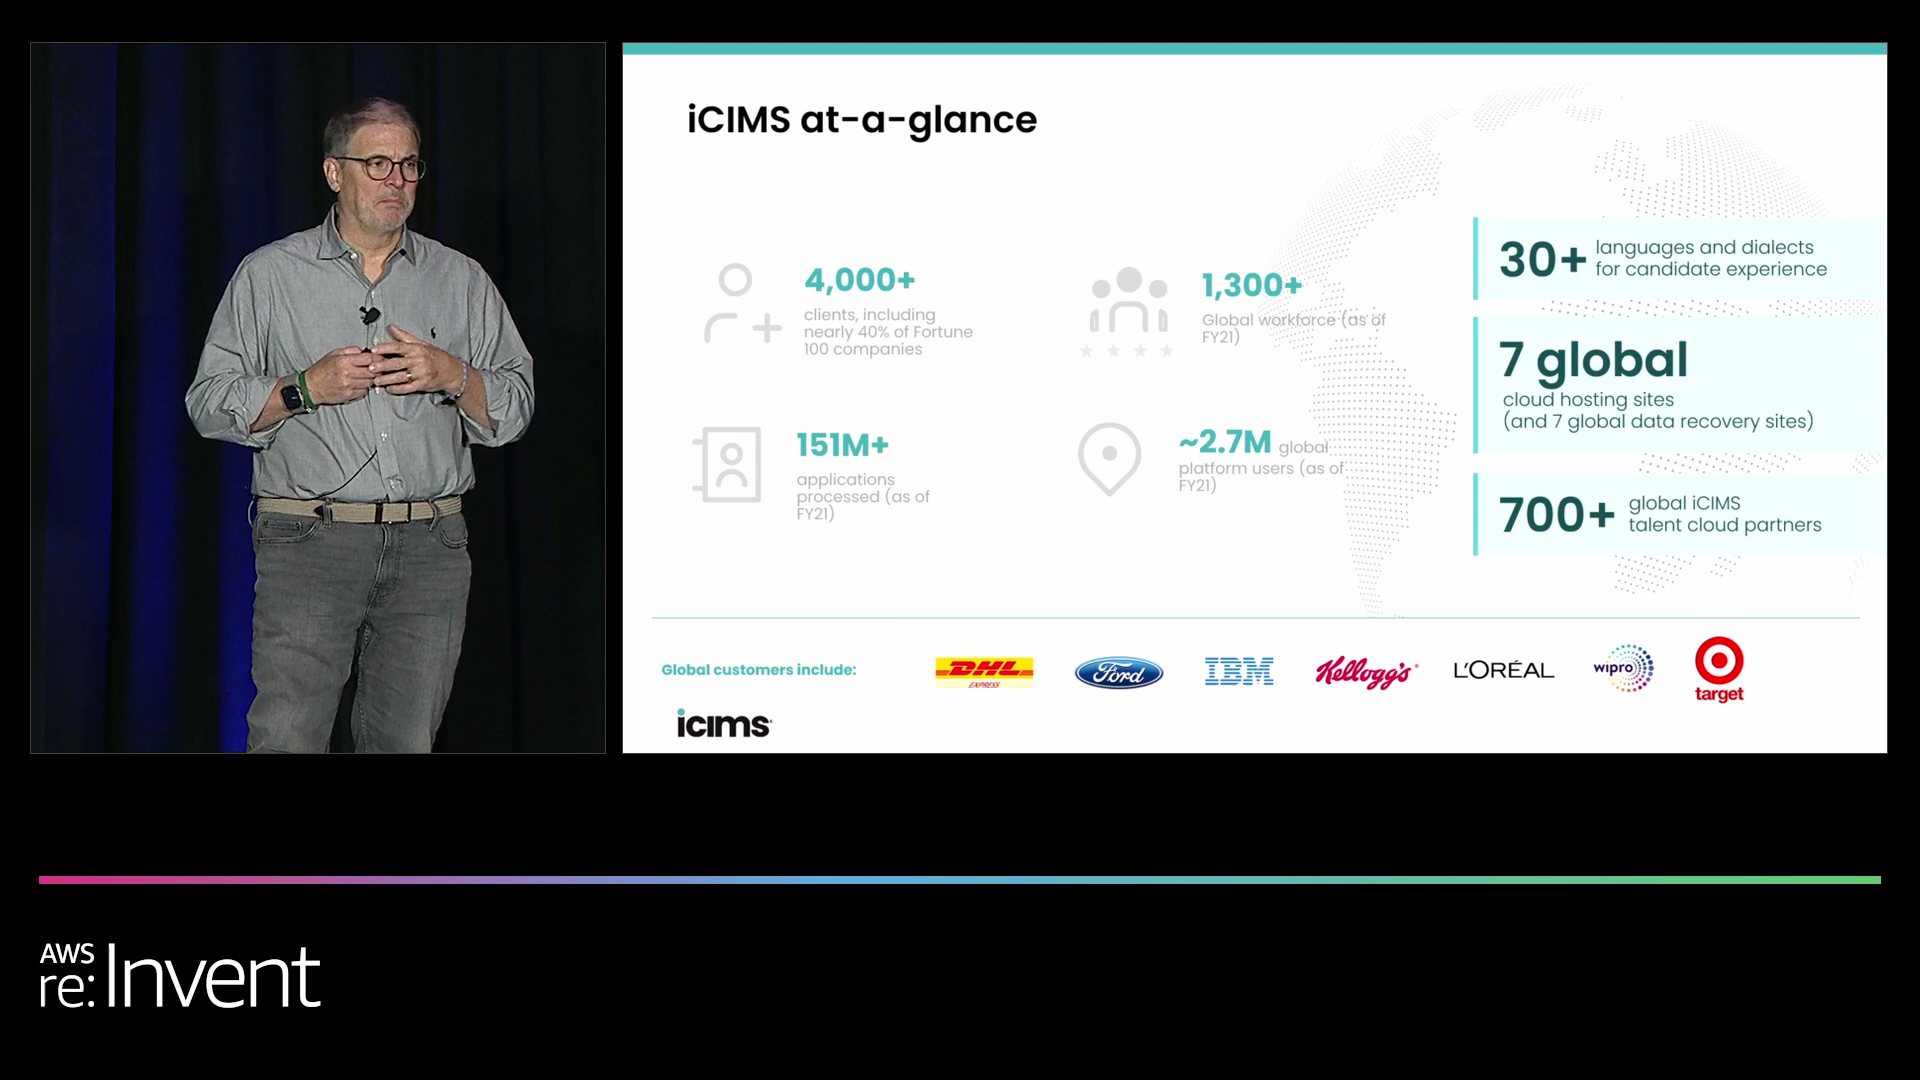 iCIMS at-a-glance
4,000+
clients, including
nearly 40% of Fortune
100 companies
1,300+
Global workforce (as of
FY21)
151M+
applications
processed (as of
FY21)
~2.7M global
platform users (as of
FY21)
30+ languages and dialects
for candidate experience
7 global
cloud hosting sites
(and 7 global data recovery sites)
700+ global iCIMS
talent cloud partners
Global customers include:
DHL
EXPRESS
Ford
IBM
Kellogg's
L'ORÉAL
wipro
target
icims
AWS
re:Invent